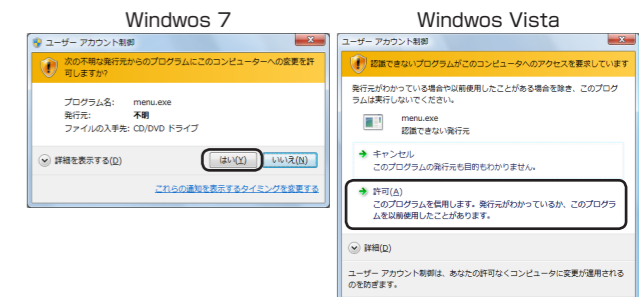 Windwos 7
ユーザー アカウント制御
次の不明な発行元からのプログラムにこのコンピューターへの変更を許
可しますか?
プログラム名: menu.exe
発行元: 不明
ファイルの入手先: CD/DVD ドライブ
詳細を表示する(D)
はい(Y)
いいえ(N)
これらの通知を表示するタイミングを変更する
Windwos Vista
ユーザー アカウント制御
認識できないプログラムがこのコンピュータへのアクセスを要求しています
発行元がわかっている場合や以前使用したことがある場合を除き、このプログ
ラムは実行しないでください。
menu.exe
認識できない発行元
キャンセル
このプログラムの発行元も目的もわかりません。
許可(A)
このプログラムを信用します。発行元がわかっているか、このプログラ
ムを以前使用したことがあります。
詳細(D)
ユーザー アカウント制御は、あなたの許可なくコンピュータに変更が適用される
のを防ぎます。